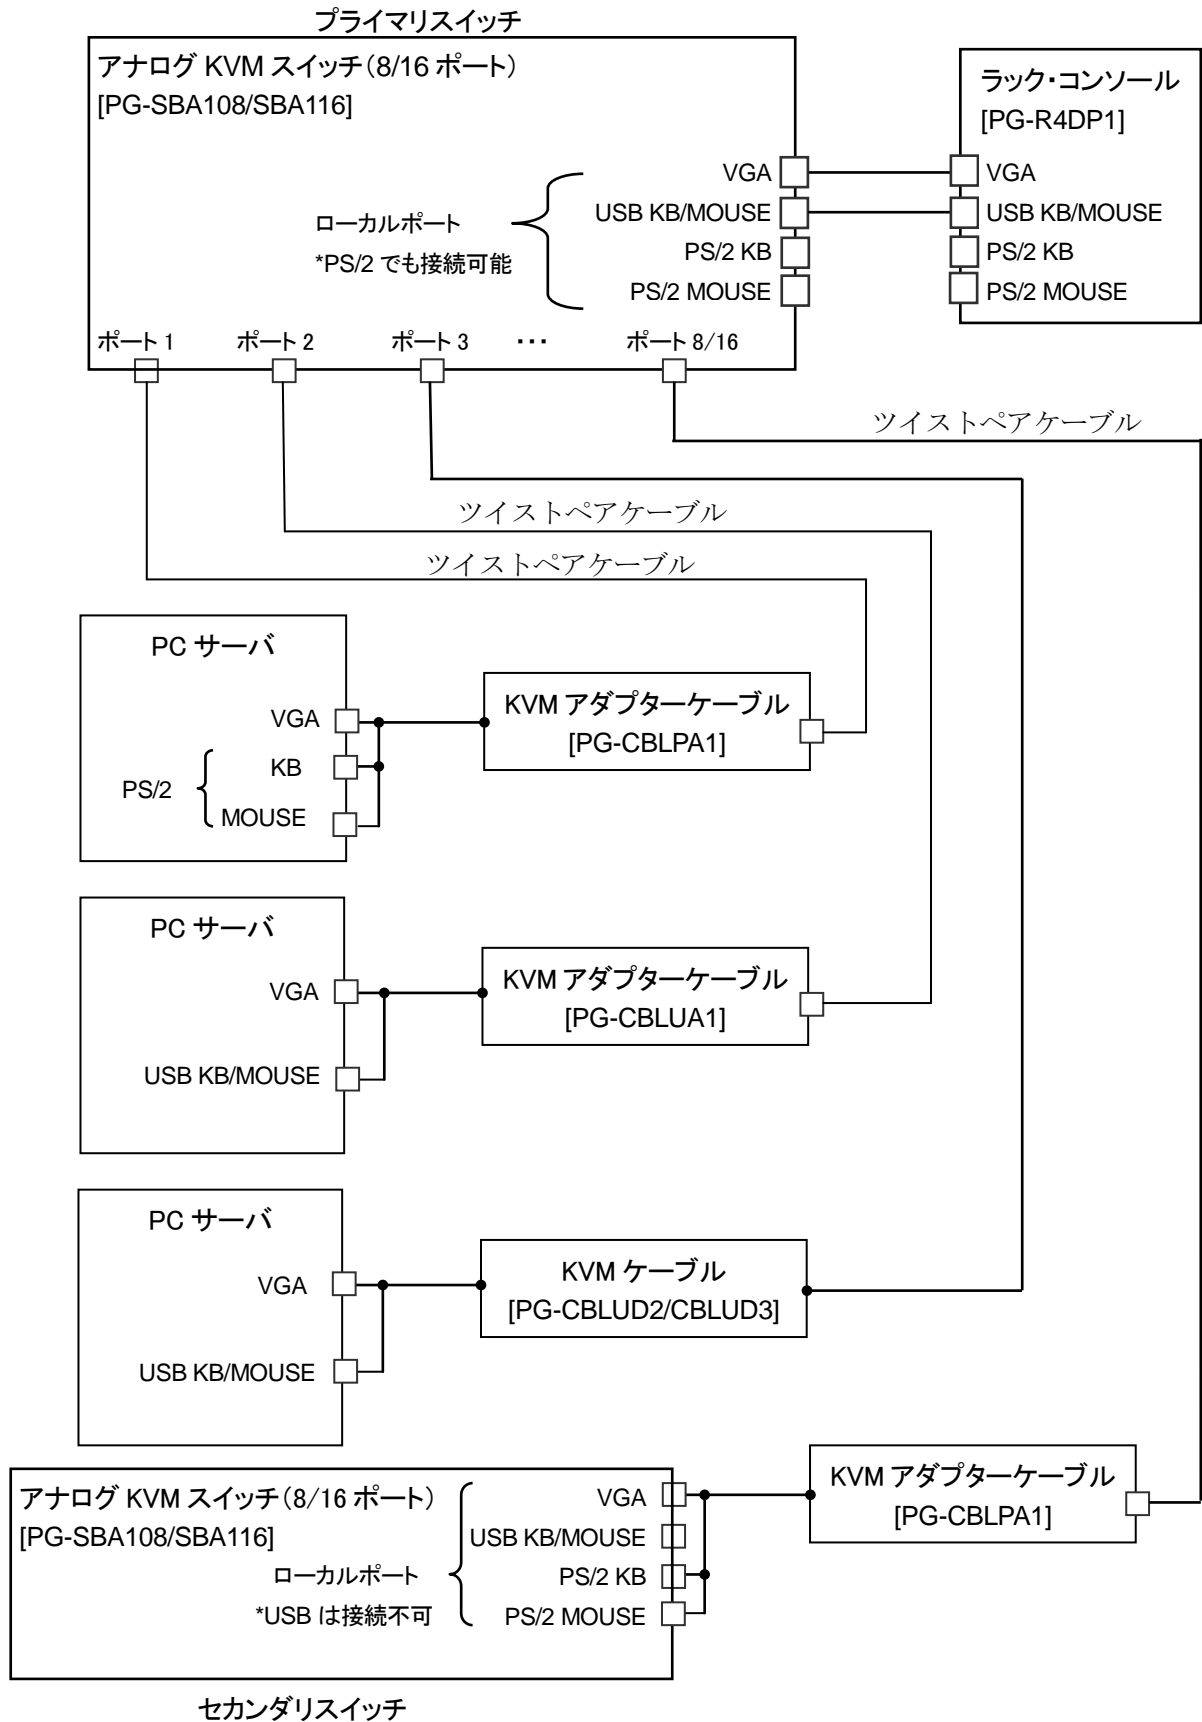 プライマリスイッチ
アナログ KVM スイッチ（8/16 ポート）
[PG-SBA108/SBA116]
ラック・コンソール
[PG-R4DP1]
VGA
VGA
ローカルポート
USB KB/MOUSE
USB KB/MOUSE
*PS/2 でも接続可能
PS/2 KB
PS/2 KB
PS/2 MOUSE
PS/2 MOUSE
ポート 1
ポート 2
ポート 3
…
ポート 8/16
ツイストペアケーブル
ツイストペアケーブル
ツイストペアケーブル
PC サーバ
VGA
PS/2
KB
MOUSE
KVM アダプターケーブル
[PG-CBLPA1]
PC サーバ
VGA
USB KB/MOUSE
KVM アダプターケーブル
[PG-CBLUA1]
PC サーバ
VGA
USB KB/MOUSE
KVM ケーブル
[PG-CBLUD2/CBLUD3]
アナログ KVM スイッチ（8/16 ポート）
[PG-SBA108/SBA116]
ローカルポート
*USB は接続不可
VGA
USB KB/MOUSE
PS/2 KB
PS/2 MOUSE
KVM アダプターケーブル
[PG-CBLPA1]
セカンダリスイッチ